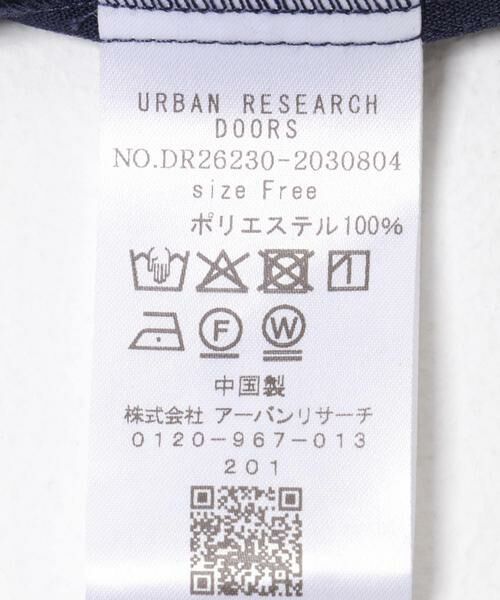 URBAN RESEARCH
DOORS
NO.DR26230-2030804
size Free
ポリエステル100%
F W
中国製
株式会社 アーバンリサーチ
0120-967-013
201